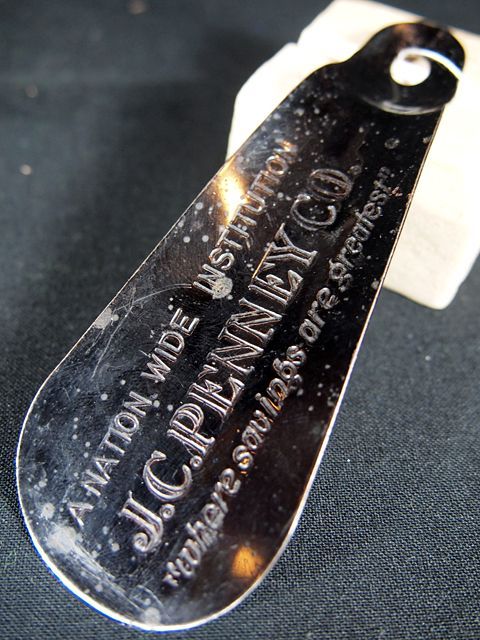 A NATION WIDE INSTITUTION
J.C.PENNEY CO.
"where savings are greatest"